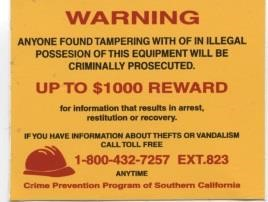 WARNING
ANYONE FOUND TAMPERING WITH OF IN ILLEGAL
POSSESION OF THIS EQUIPMENT WILL BE
CRIMINALLY PROSECUTED.
UP TO $1000 REWARD
for information that results in arrest,
restitution or recovery.
IF YOU HAVE INFORMATION ABOUT THEFTS OR VANDALISM
CALL TOLL FREE
1-800-432-7257 EXT.823
ANYTIME
Crime Prevention Program of Southern California